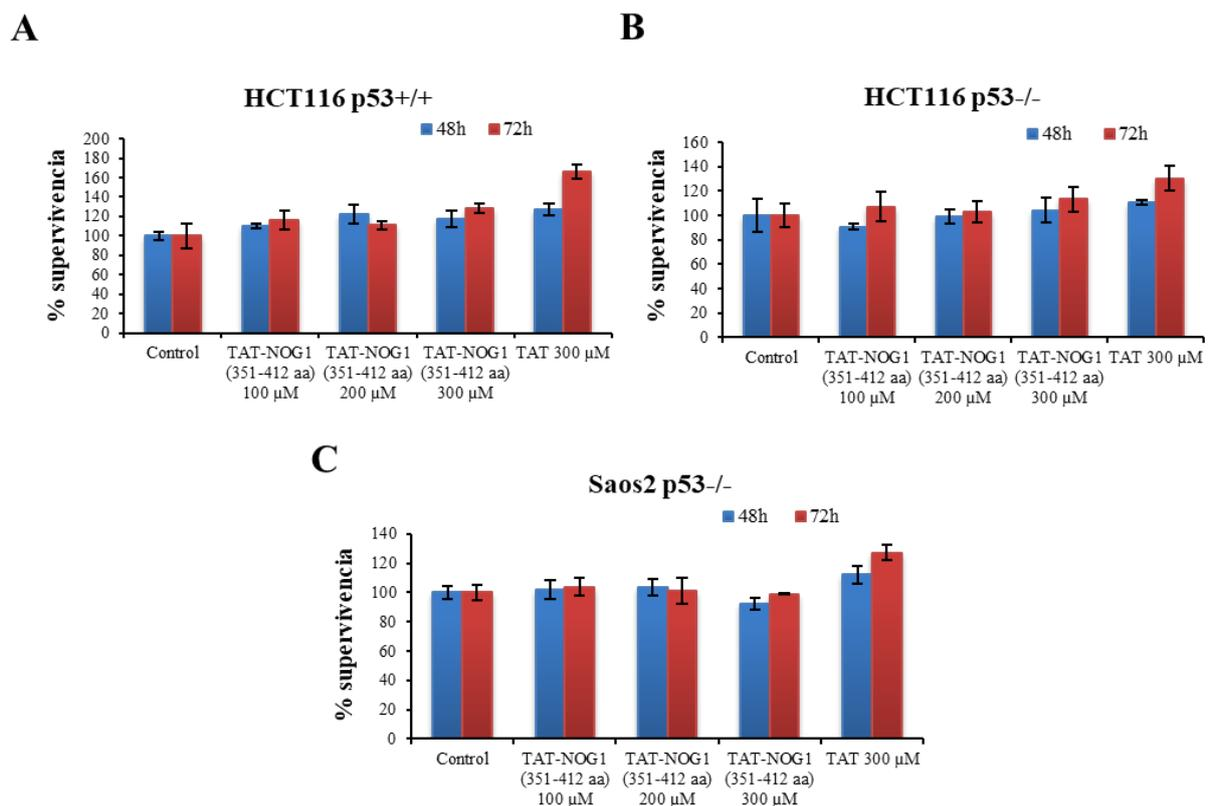 A
HCT116 p53+/+
48h 72h
% supervivencia
200
180
160
140
120
100
80
60
40
20
0
Control TAT-NOG1 TAT-NOG1 TAT-NOG1 TAT 300 µM
(351-412 aa) (351-412 aa) (351-412 aa)
100 µM 200 µM 300 µM
B
HCT116 p53-/-
48h 72h
% supervivencia
160
140
120
100
80
60
40
20
0
Control TAT-NOG1 TAT-NOG1 TAT-NOG1 TAT 300 µM
(351-412 aa) (351-412 aa) (351-412 aa)
100 µM 200 µM 300 µM
C
Saos2 p53-/-
48h 72h
% supervivencia
140
120
100
80
60
40
20
0
Control TAT-NOG1 TAT-NOG1 TAT-NOG1 TAT 300 µM
(351-412 aa) (351-412 aa) (351-412 aa)
100 µM 200 µM 300 µM